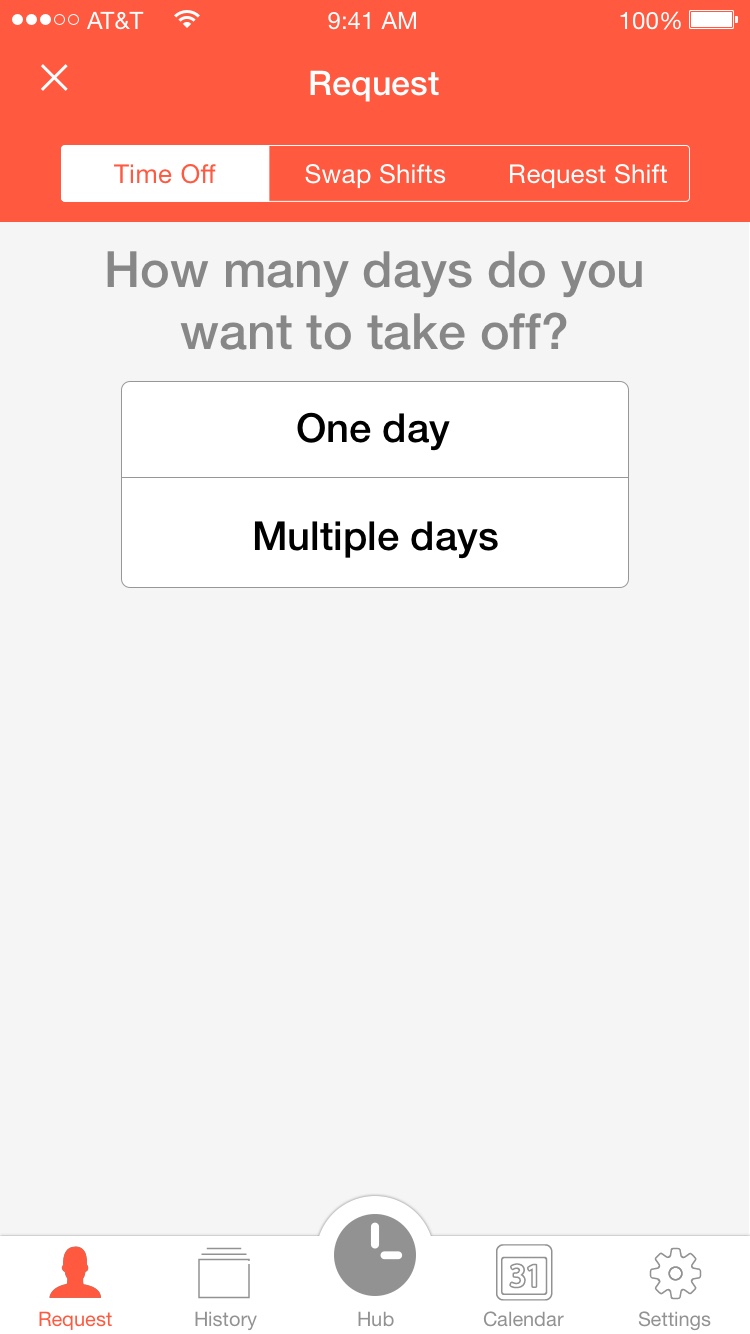 AT&T 9:41 AM 100%
Request
Time Off Swap Shifts Request Shift
How many days do you
want to take off?
One day
Multiple days
31
Request History Hub Calendar Settings